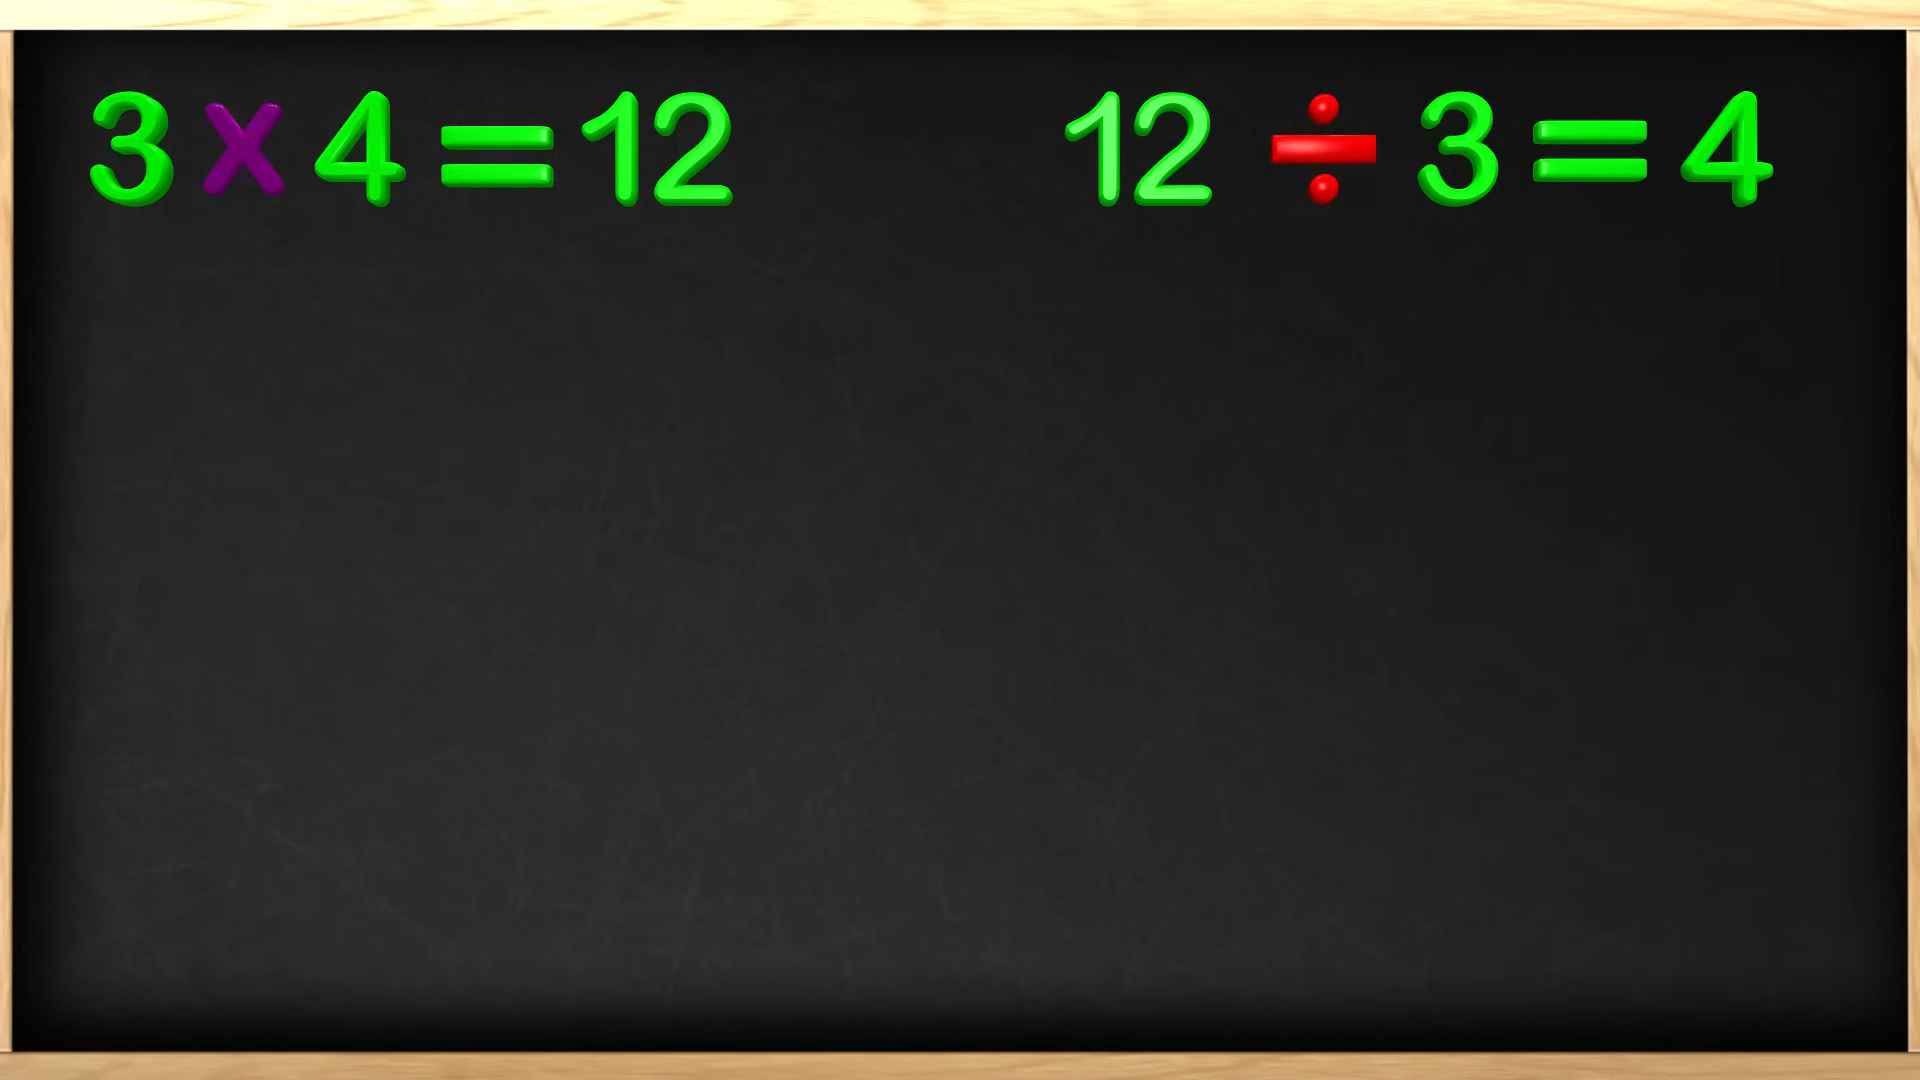 3 x 4 = 12
12 ÷ 3 = 4